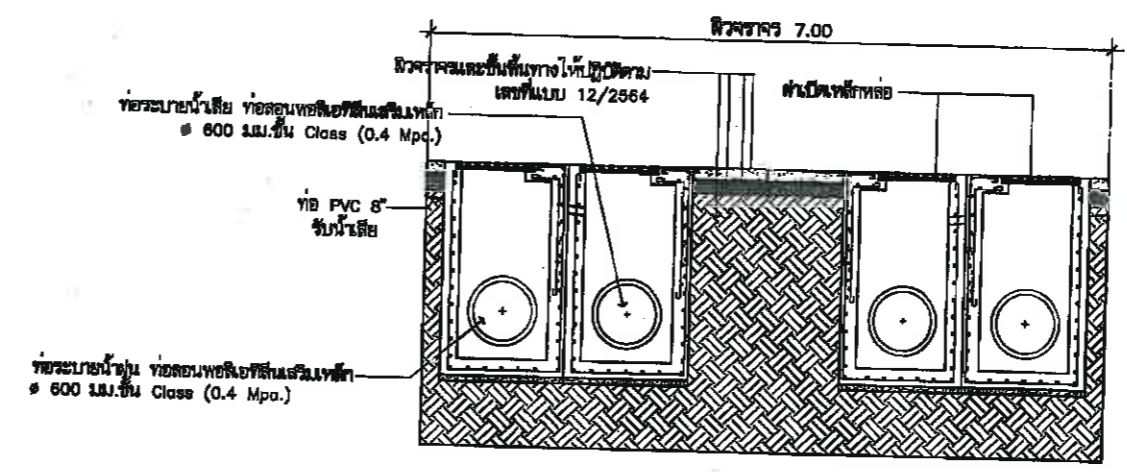 ผิวจราจร 7.00
ผิวจราจรและชั้นพื้นทางให้ปฏิบัติตาม
เลขที่แบบ 12/2564
ฝาเปิดเหล็กหล่อ
ท่อระบายน้ำเสีย ท่อลอนพอลิเอทิลีนเสริมเหล็ก
ø 600 มม.ชั้น Class (0.4 Mpa.)
ท่อ PVC 8"
รับน้ำเสีย
ท่อระบายน้ำฝน ท่อลอนพอลิเอทิลีนเสริมเหล็ก
ø 600 มม.ชั้น Class (0.4 Mpa.)